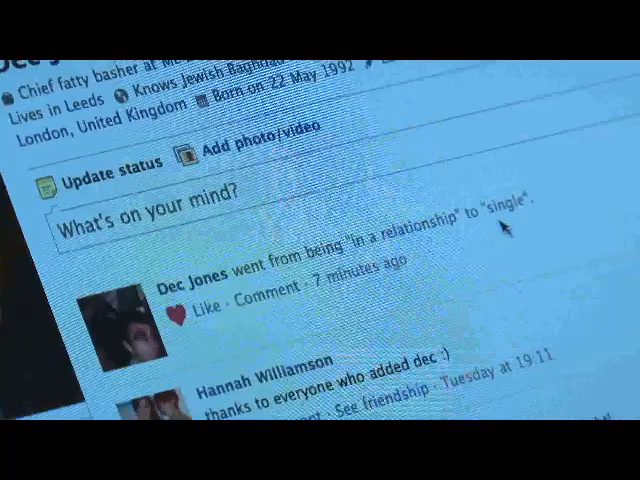 Chief fatty basher at
Lives in Leeds Knows Jewish Baghdad
London, United Kingdom Born on 22 May 1992
Update status Add photo/video
What's on your mind?
Dec Jones went from being "in a relationship" to "single".
Like · Comment · 7 minutes ago
Hannah Williamson
thanks to everyone who added dec :)
See friendship · Tuesday at 19:11